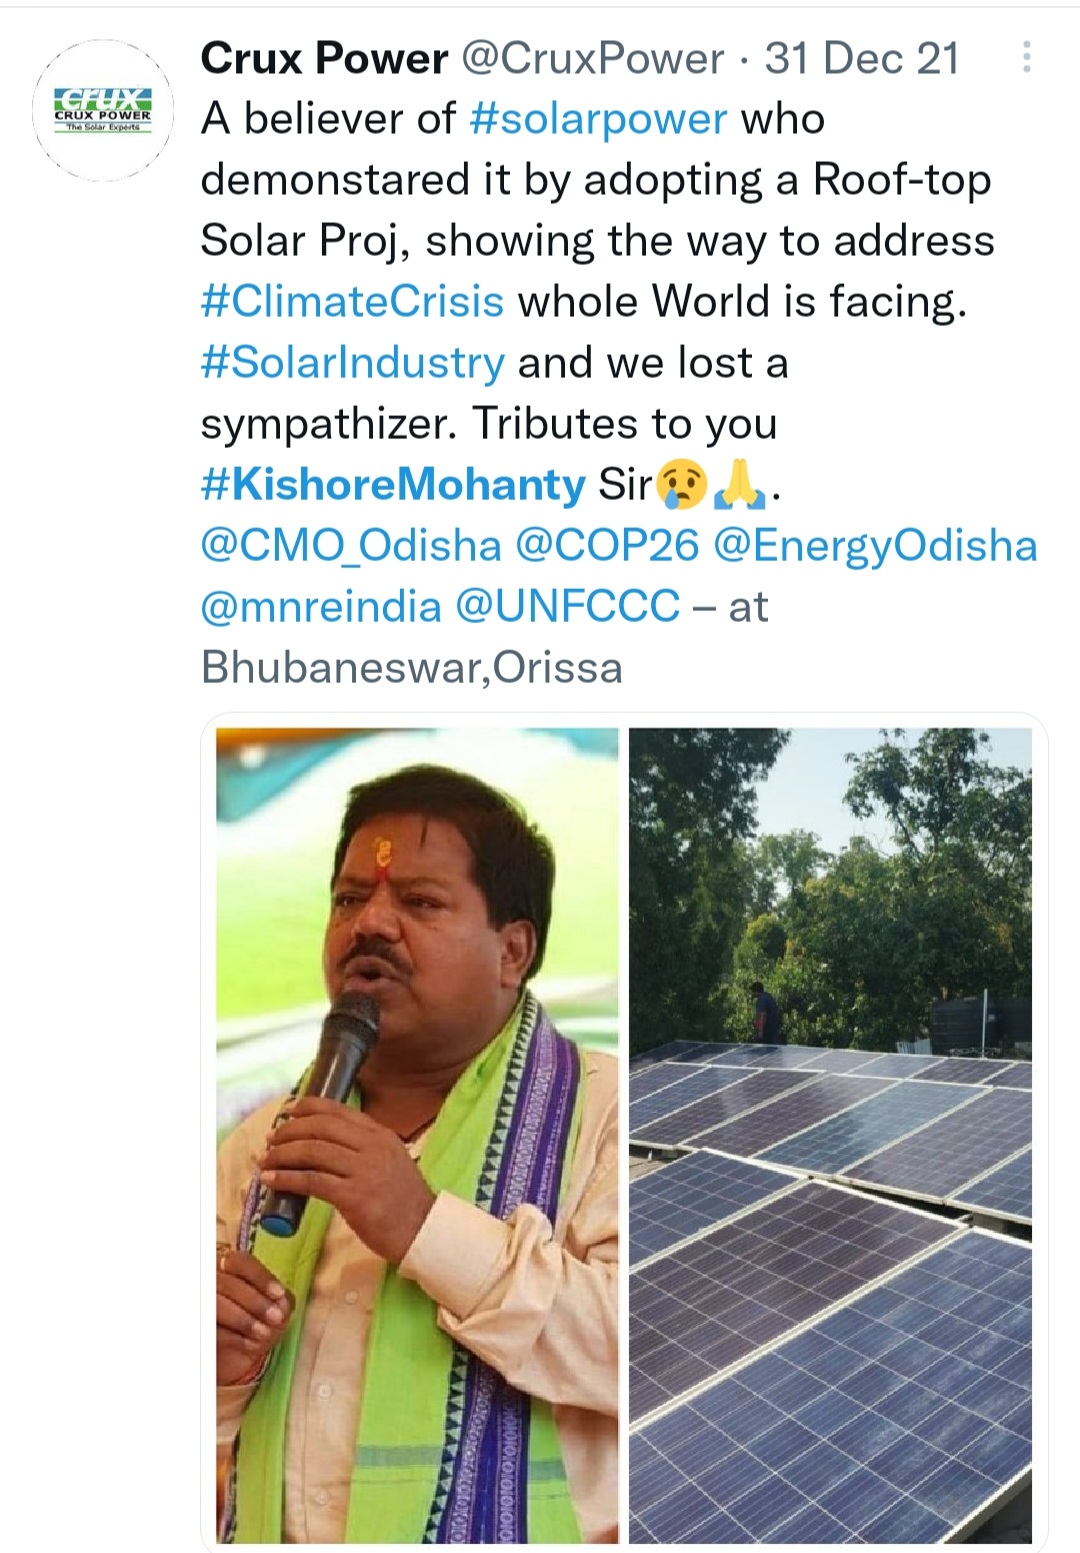 crux
CRUX POWER
The Solar Experts
Crux Power @CruxPower · 31 Dec 21
A believer of #solarpower who
demonstared it by adopting a Roof-top
Solar Proj, showing the way to address
#ClimateCrisis whole World is facing.
#SolarIndustry and we lost a
sympathizer. Tributes to you
#KishoreMohanty Sir😢🙏.
@CMO_Odisha @COP26 @EnergyOdisha
@mnreindia @UNFCCC – at
Bhubaneswar,Orissa